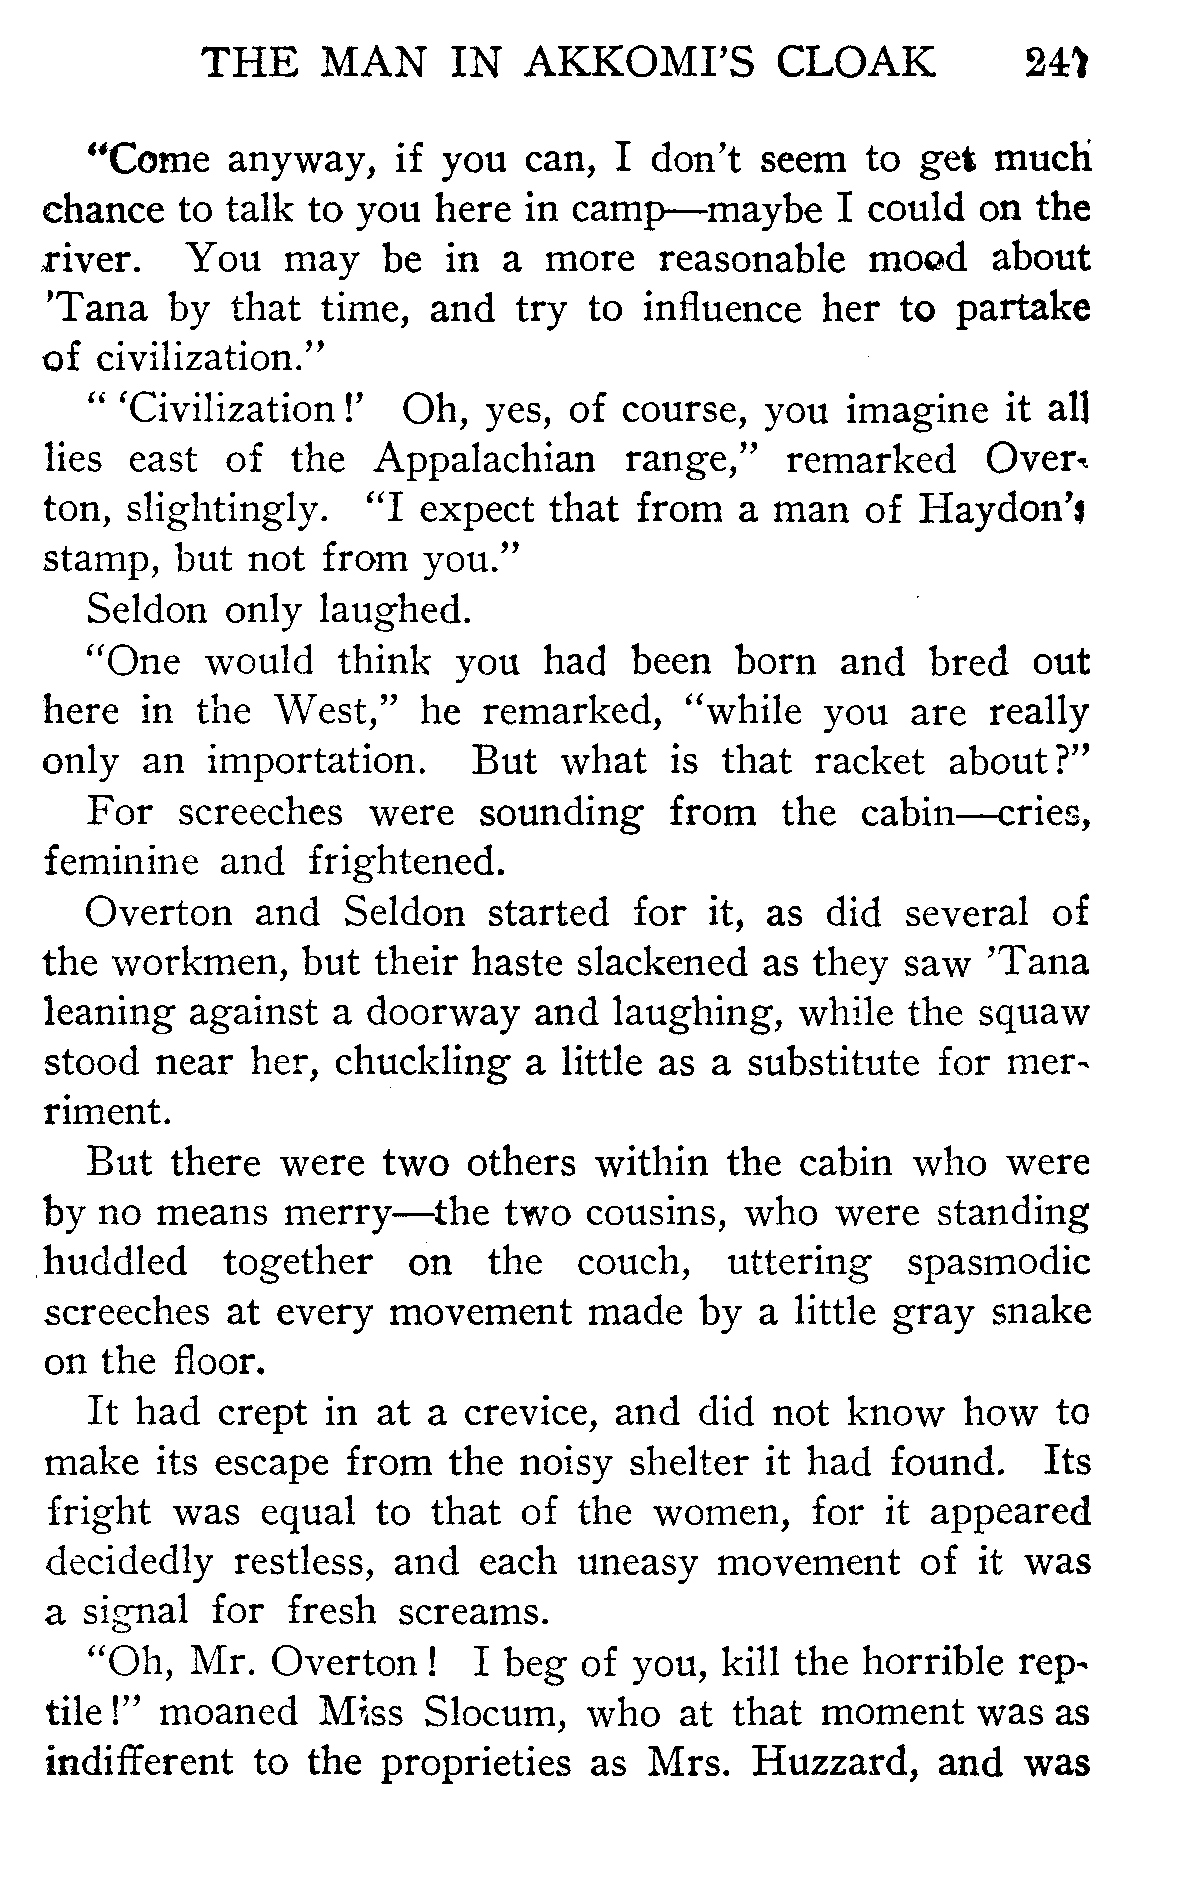 THE MAN IN AKKOMI'S CLOAK 241
"Come anyway, if you can, I don't seem to get much
chance to talk to you here in camp—maybe I could on the
river. You may be in a more reasonable mood about
'Tana by that time, and try to influence her to partake
of civilization."
" 'Civilization!' Oh, yes, of course, you imagine it all
lies east of the Appalachian range," remarked Over-
ton, slightingly. "I expect that from a man of Haydon's
stamp, but not from you."
Seldon only laughed.
"One would think you had been born and bred out
here in the West," he remarked, "while you are really
only an importation. But what is that racket about?"
For screeches were sounding from the cabin—cries,
feminine and frightened.
Overton and Seldon started for it, as did several of
the workmen, but their haste slackened as they saw 'Tana
leaning against a doorway and laughing, while the squaw
stood near her, chuckling a little as a substitute for mer-
riment.
But there were two others within the cabin who were
by no means merry—the two cousins, who were standing
huddled together on the couch, uttering spasmodic
screeches at every movement made by a little gray snake
on the floor.
It had crept in at a crevice, and did not know how to
make its escape from the noisy shelter it had found. Its
fright was equal to that of the women, for it appeared
decidedly restless, and each uneasy movement of it was
a signal for fresh screams.
"Oh, Mr. Overton! I beg of you, kill the horrible rep-
tile!" moaned Miss Slocum, who at that moment was as
indifferent to the proprieties as Mrs. Huzzard, and was